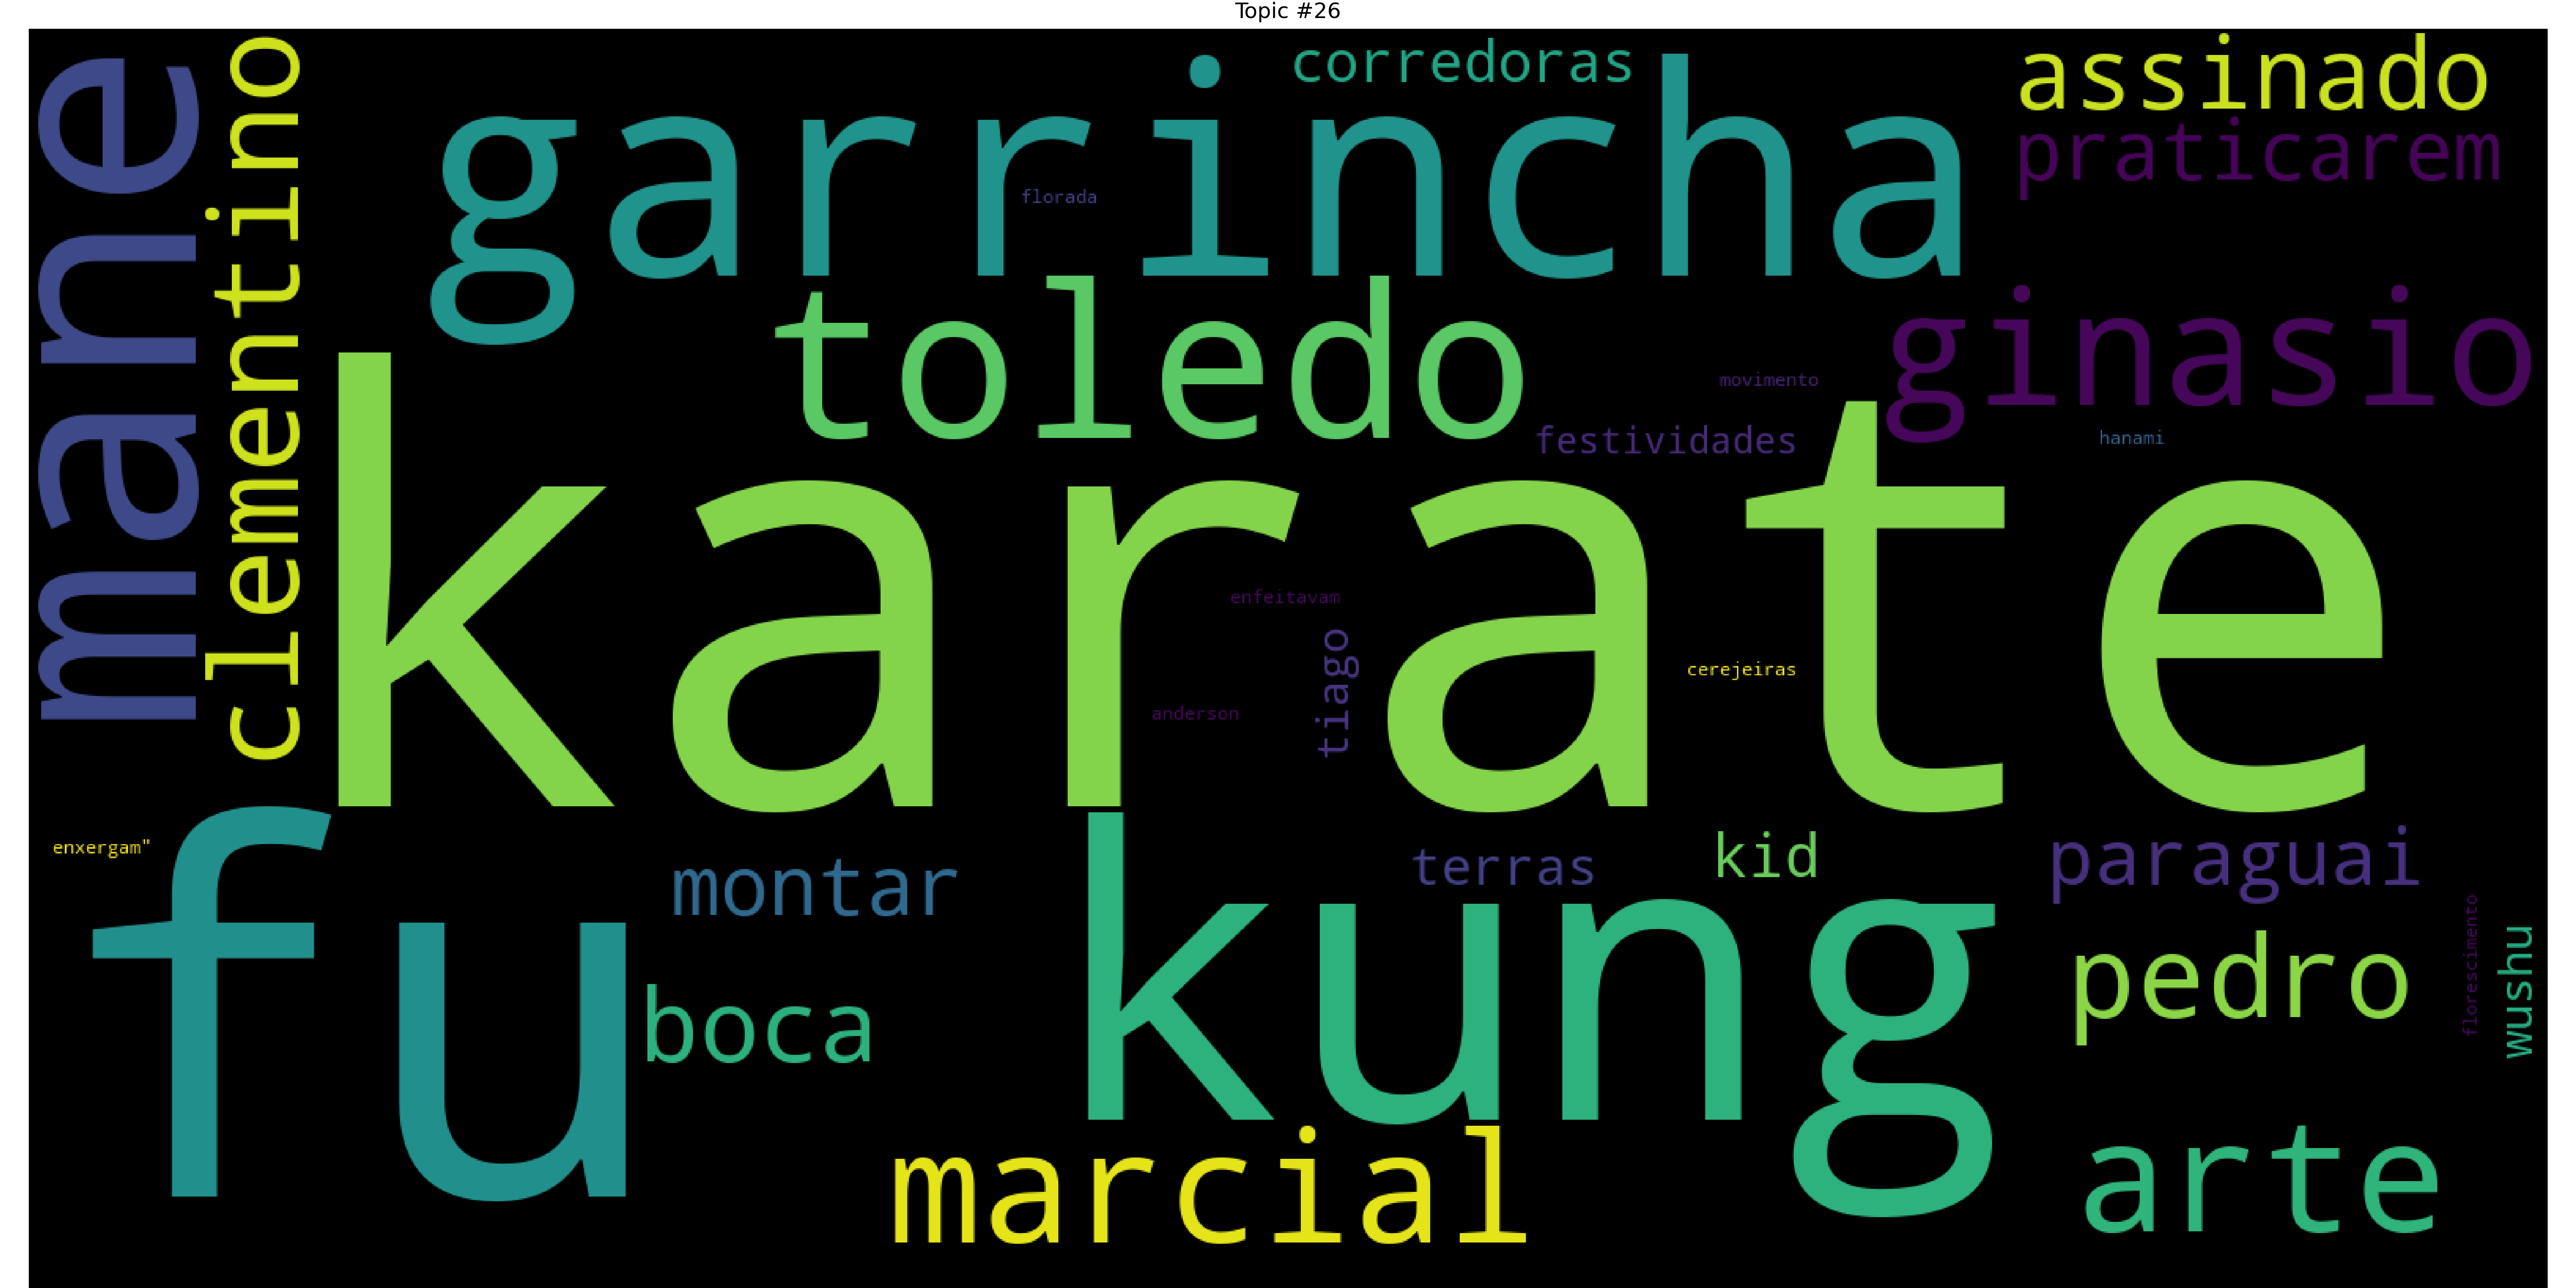 Topic #26
mane
clementino
garrincha
corredoras
assinado
praticarem
florada
toledo
ginasio
movimento
festividades
hanami
karate
enfeitavam
tiago
cerejeiras
anderson
enxergam"
fu
montar
boca
kung
terras
kid
paraguai
pedro
florescimento
wushu
marcial
arte